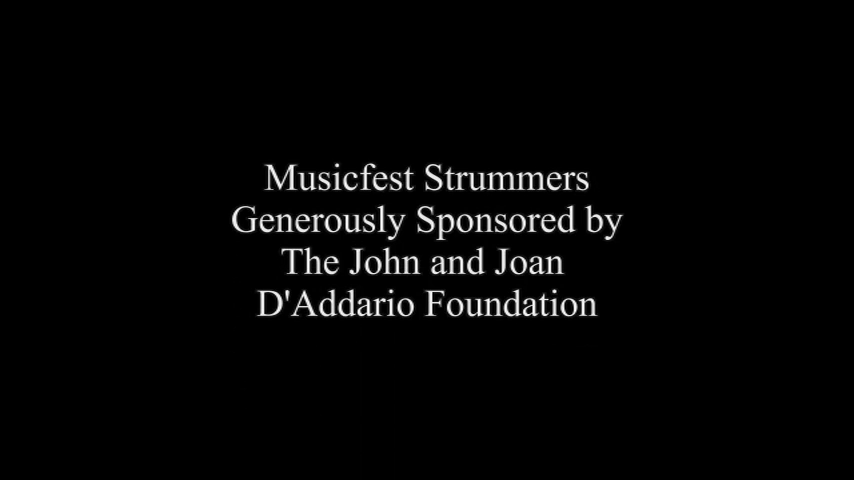 Musicfest Strummers
Generously Sponsored by
The John and Joan
D'Addario Foundation